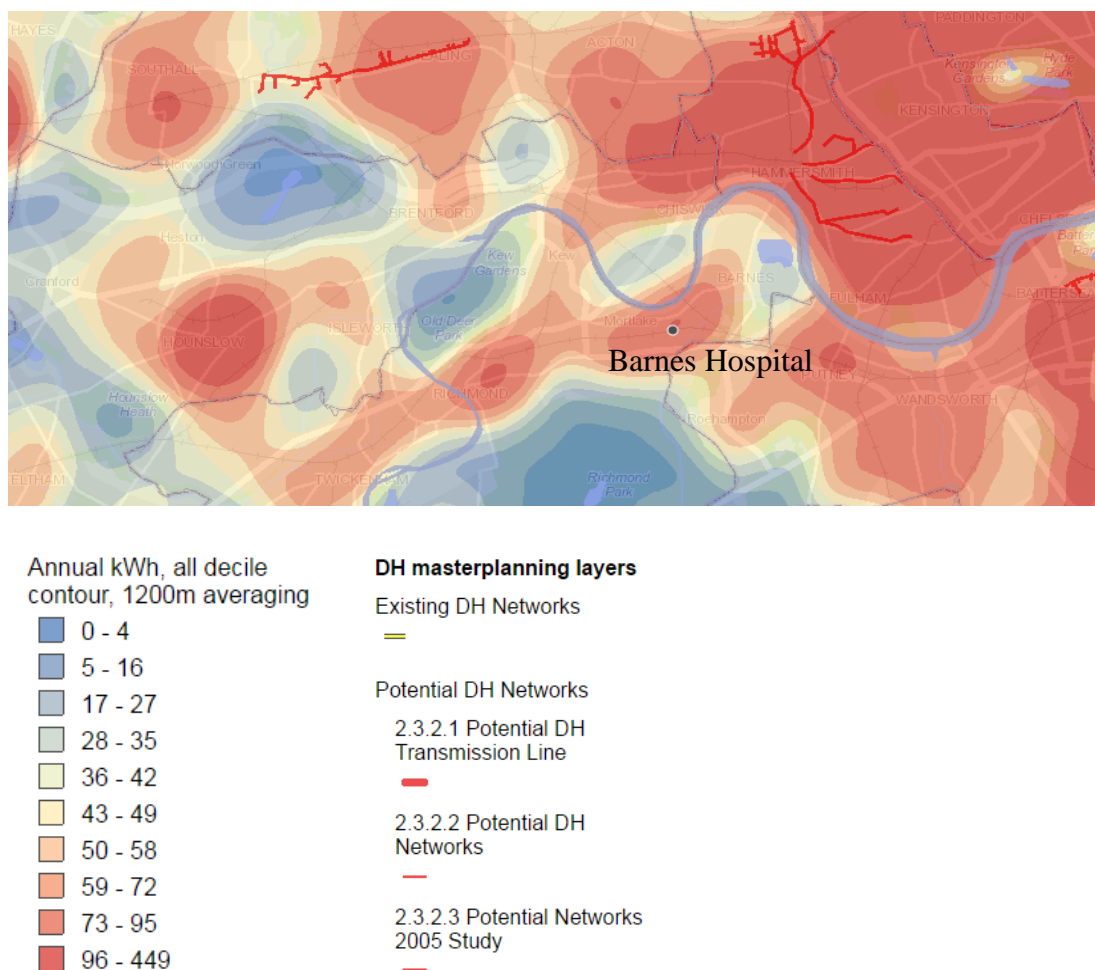 HAYES
PADDINGTON
ACTON
SOUTHALL
Hyde
Park
Kensington
Gardens
KENSINGTON
Norwood Green
HAMMERSMITH
BRENTFORD
CHISWICK
Heston
Kew
Gardens
Kew
BARNES
Cranford
FULHAM
ISLEWORTH
Old Deer
Park
Mortlake
HOUNSLOW
Barnes Hospital
PUTNEY
RICHMOND
WANDSWORTH
Hounslow
Heath
Roehampton
ELTHAM
TWICKENHAM
Richmond
Park
Annual kWh, all decile
contour, 1200m averaging
0 - 4
5 - 16
17 - 27
28 - 35
36 - 42
43 - 49
50 - 58
59 - 72
73 - 95
96 - 449
DH masterplanning layers
Existing DH Networks
Potential DH Networks
2.3.2.1 Potential DH
Transmission Line
2.3.2.2 Potential DH
Networks
2.3.2.3 Potential Networks
2005 Study